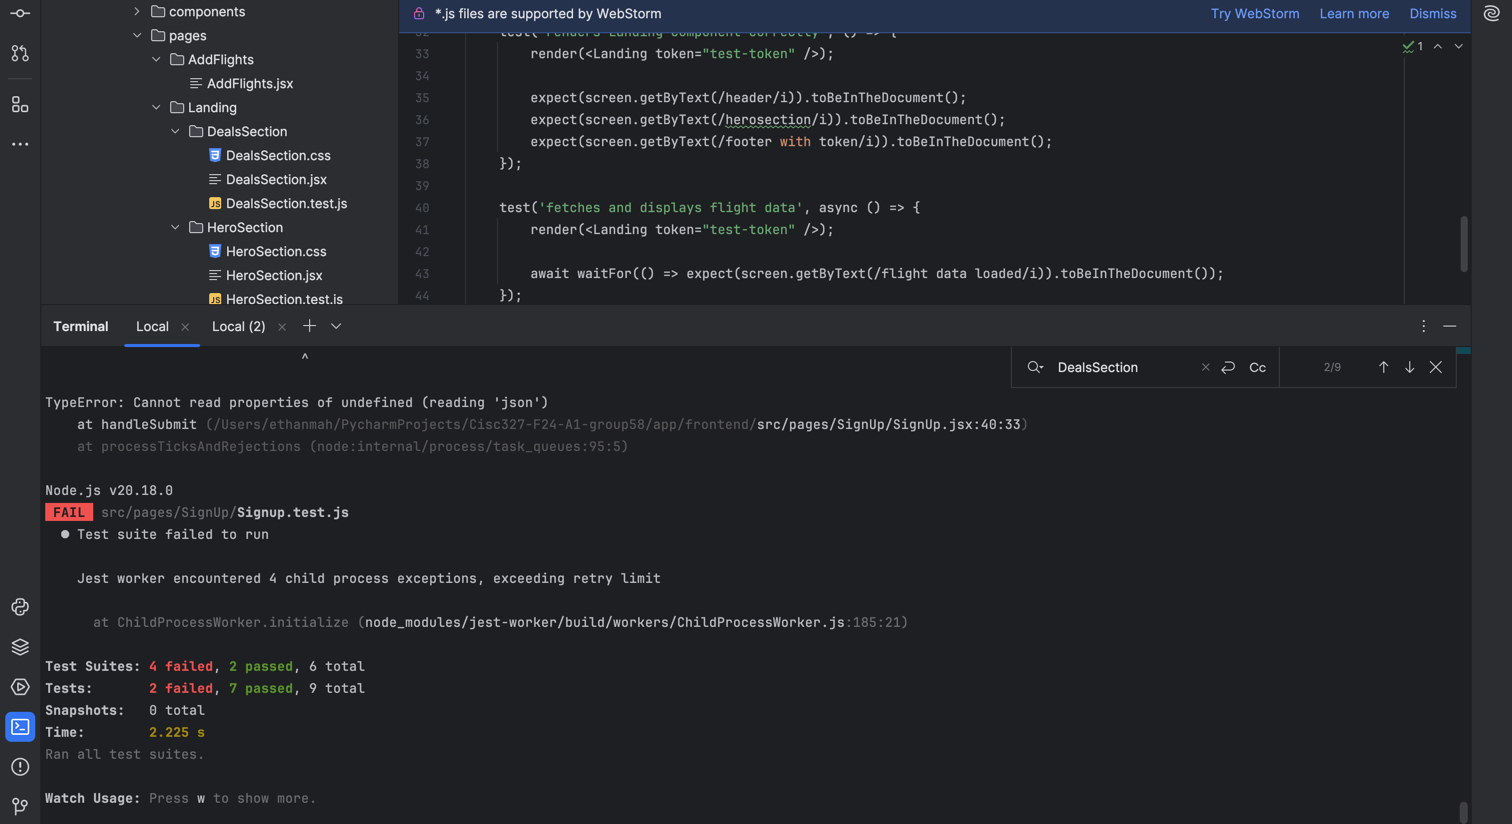 components
pages
AddFlights
AddFlights.jsx
Landing
DealsSection
DealsSection.css
DealsSection.jsx
JS DealsSection.test.js
HeroSection
HeroSection.css
HeroSection.jsx
JS HeroSection.test.js
*.js files are supported by WebStorm
Try WebStorm Learn more Dismiss
1
32 test('renders Landing component correctly', () => {
33 render(<Landing token="test-token" />);
34
35 expect(screen.getByText(/header/i)).toBeInTheDocument();
36 expect(screen.getByText(/herosection/i)).toBeInTheDocument();
37 expect(screen.getByText(/footer with token/i)).toBeInTheDocument();
38 });
39
40 test('fetches and displays flight data', async () => {
41 render(<Landing token="test-token" />);
42
43 await waitFor(() => expect(screen.getByText(/flight data loaded/i)).toBeInTheDocument());
44 });
Terminal Local Local (2)
^
DealsSection Cc 2/9
TypeError: Cannot read properties of undefined (reading 'json')
at handleSubmit (/Users/ethanmah/PycharmProjects/Cisc327-F24-A1-group58/app/frontend/src/pages/SignUp/SignUp.jsx:40:33)
at processTicksAndRejections (node:internal/process/task_queues:95:5)
Node.js v20.18.0
FAIL src/pages/SignUp/Signup.test.js
● Test suite failed to run
Jest worker encountered 4 child process exceptions, exceeding retry limit
at ChildProcessWorker.initialize (node_modules/jest-worker/build/workers/ChildProcessWorker.js:185:21)
Test Suites: 4 failed, 2 passed, 6 total
Tests: 2 failed, 7 passed, 9 total
Snapshots: 0 total
Time: 2.225 s
Ran all test suites.
Watch Usage: Press w to show more.